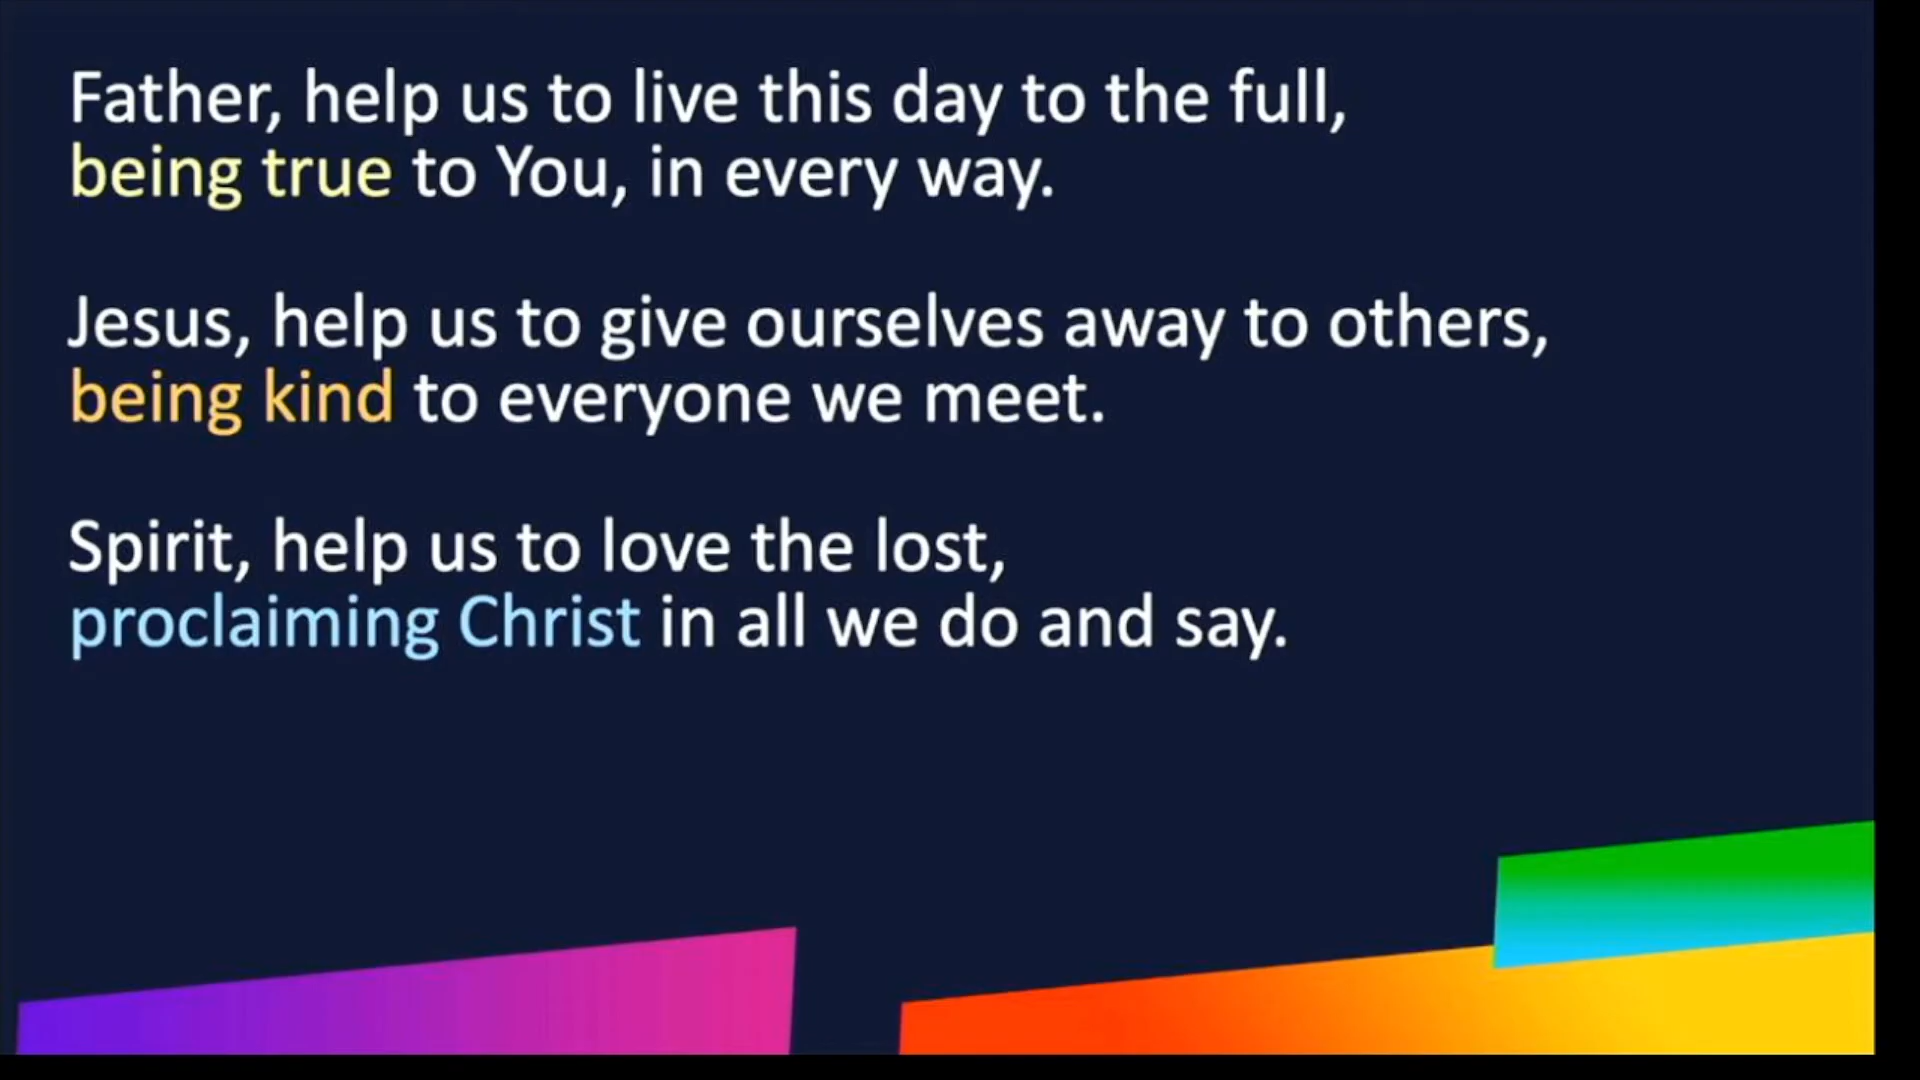 Father, help us to live this day to the full,
being true to You, in every way.
Jesus, help us to give ourselves away to others,
being kind to everyone we meet.
Spirit, help us to love the lost,
proclaiming Christ in all we do and say.